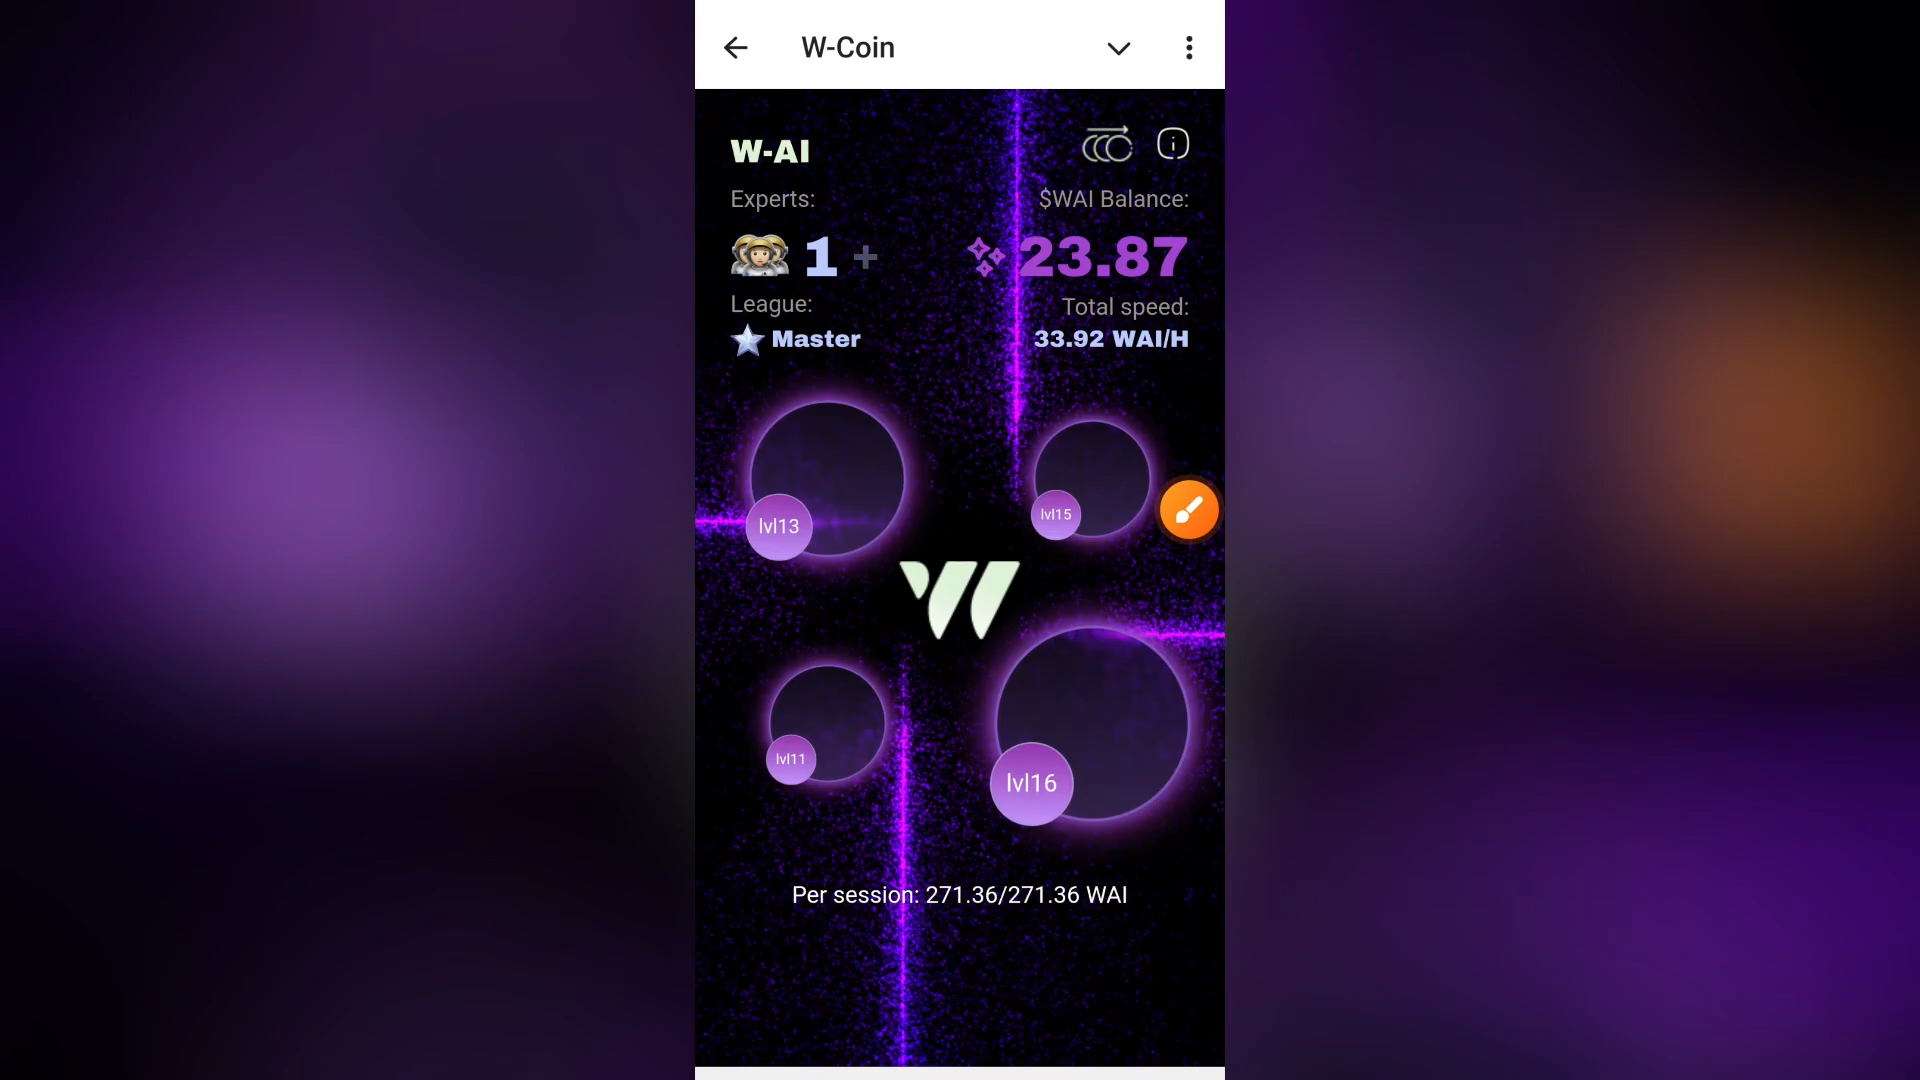 W-Coin
W-AI
Experts:
$WAI Balance:
1 +
23.87
League:
Total speed:
Master
33.92 WAI/H
lvl13
lvl15
lvl11
lvl16
Per session: 271.36/271.36 WAI